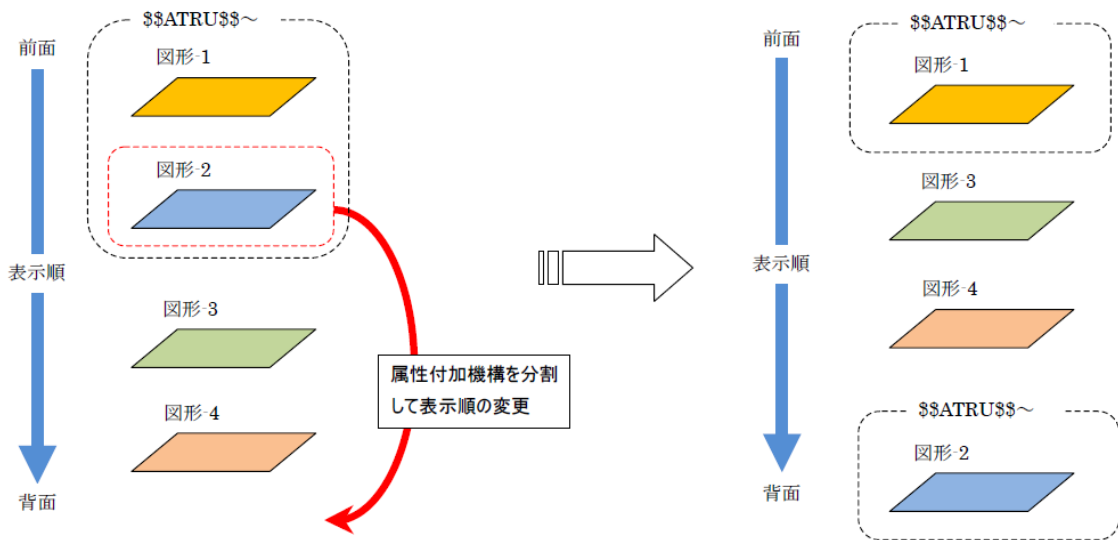 $$ATRU$$～
前面
図形-1
図形-2
表示順
図形-3
図形-4
背面
属性付加機構を分割
して表示順の変更
$$ATRU$$～
前面
図形-1
図形-3
表示順
図形-4
$$ATRU$$～
図形-2
背面